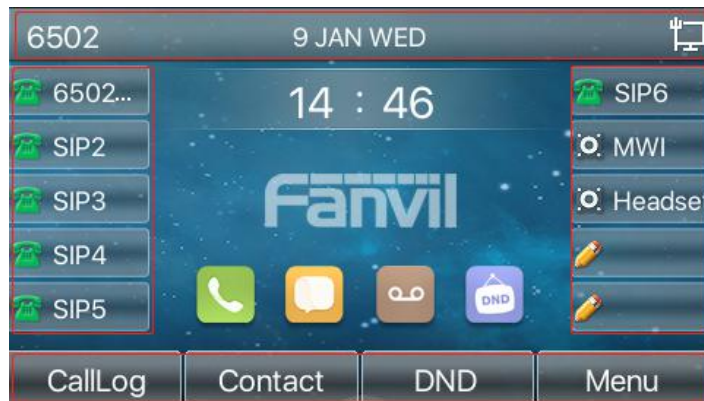 6502 9 JAN WED
6502... 14 : 46 SIP6
SIP2 MWI
SIP3 Fanvil Headse
SIP4
DND
SIP5
CallLog Contact DND Menu